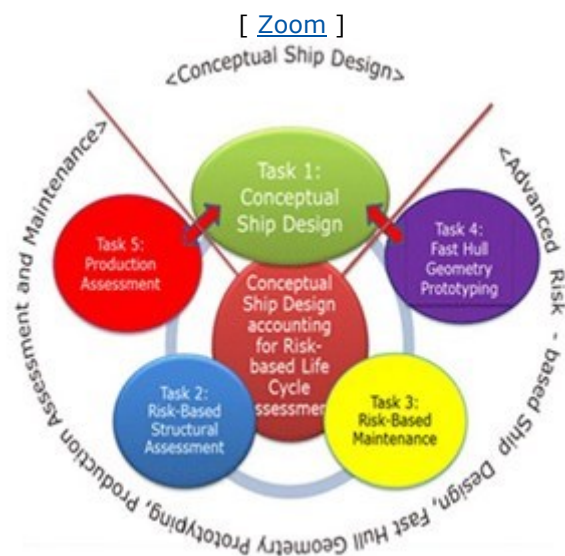 [ Zoom ]
<Conceptual Ship Design>
Task 1:
Conceptual
Ship Design
Task 5:
Production
Assessment
Task 4:
Fast Hull
Geometry
Prototyping
Conceptual
Ship Design
accounting
for Risk-
based Life
Cycle
assessmen
Task 2:
Risk-Based
Structural
Assessment
Task 3:
Risk-Based
Maintenance
<Advanced Risk - based Ship Design, Fast Hull Geometry Prototyping, Production Assessment and Maintenance>